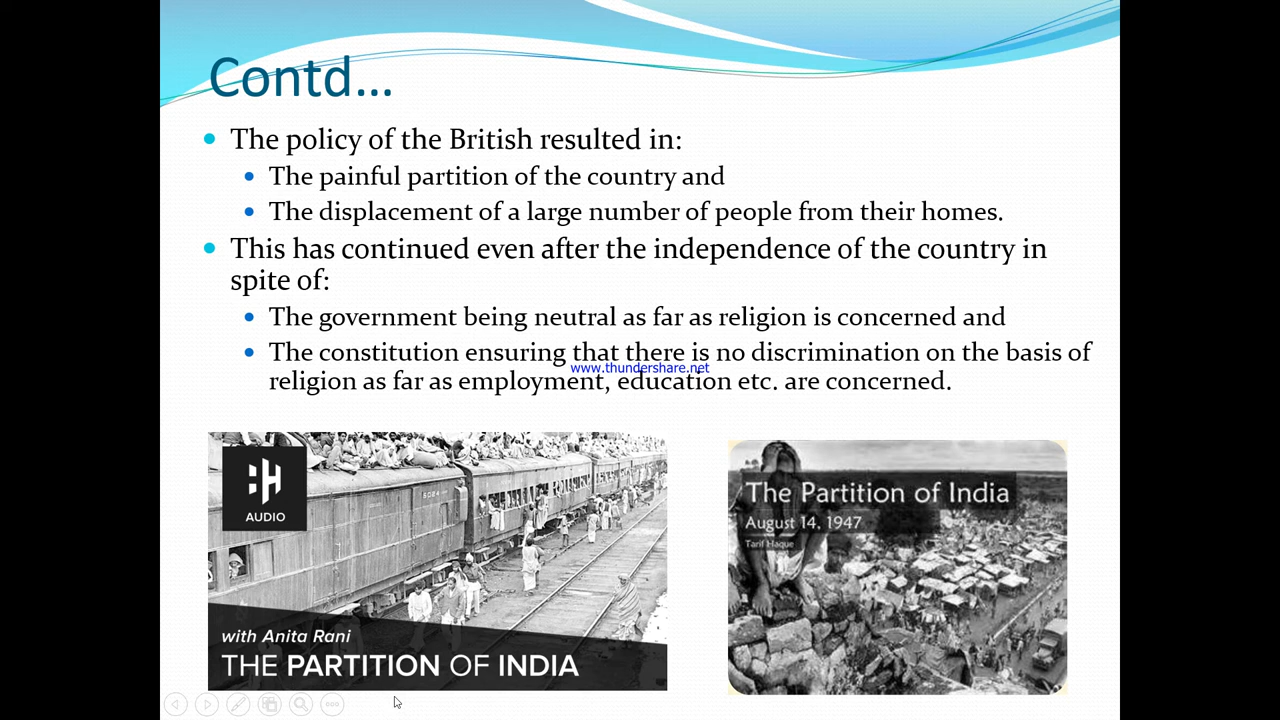 Contd...
The policy of the British resulted in:
The painful partition of the country and
The displacement of a large number of people from their homes.
This has continued even after the independence of the country in
spite of:
The government being neutral as far as religion is concerned and
The constitution ensuring that there is no discrimination on the basis of
www.thundershare.net
religion as far as employment, education etc. are concerned.
H
AUDIO
5084
with Anita Rani
THE PARTITION OF INDIA
The Partition of India
August 14, 1947
Tarif Haque